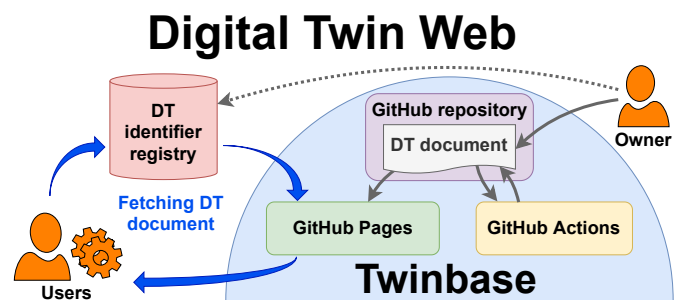 Digital Twin Web
DT
identifier
registry
GitHub repository
DT document
Owner
Fetching DT
document
GitHub Pages
GitHub Actions
Users
Twinbase